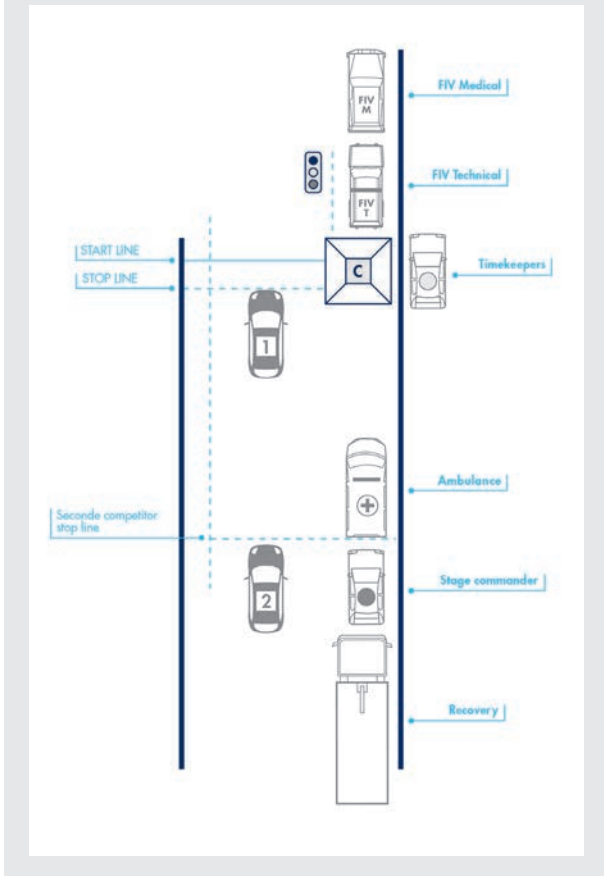 FIV Medical
FIV
M
FIV Technical
FIV
T
START LINE
C
Timekeepers
STOP LINE
1
Ambulance
Seconde competitor
stop line
Stage commander
2
Recovery